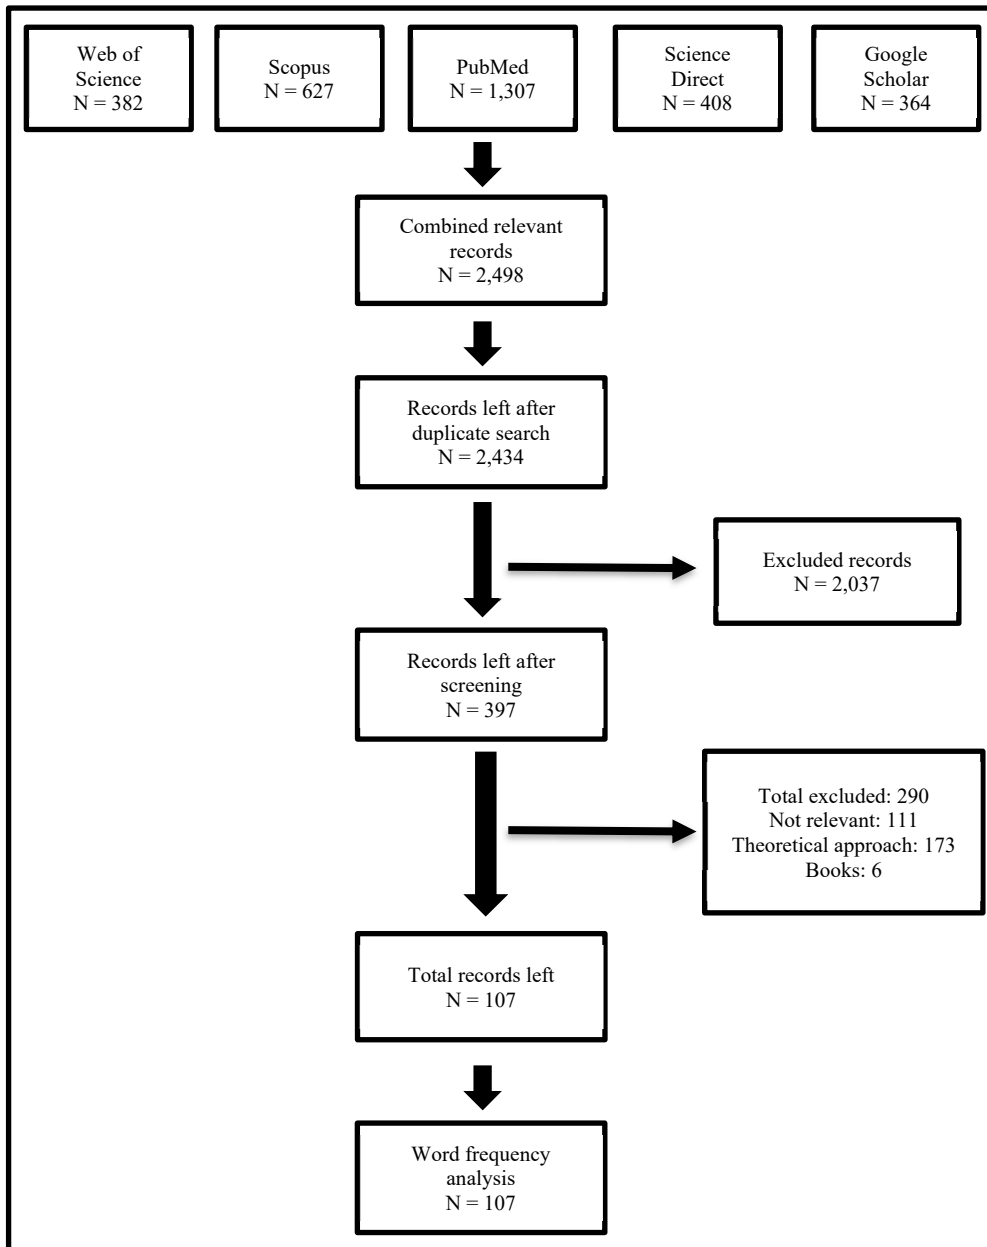 Web of
Science
N = 382
Scopus
N = 627
PubMed
N = 1,307
Science
Direct
N = 408
Google
Scholar
N = 364
Combined relevant
records
N = 2,498
Records left after
duplicate search
N = 2,434
Excluded records
N = 2,037
Records left after
screening
N = 397
Total excluded: 290
Not relevant: 111
Theoretical approach: 173
Books: 6
Total records left
N = 107
Word frequency
analysis
N = 107